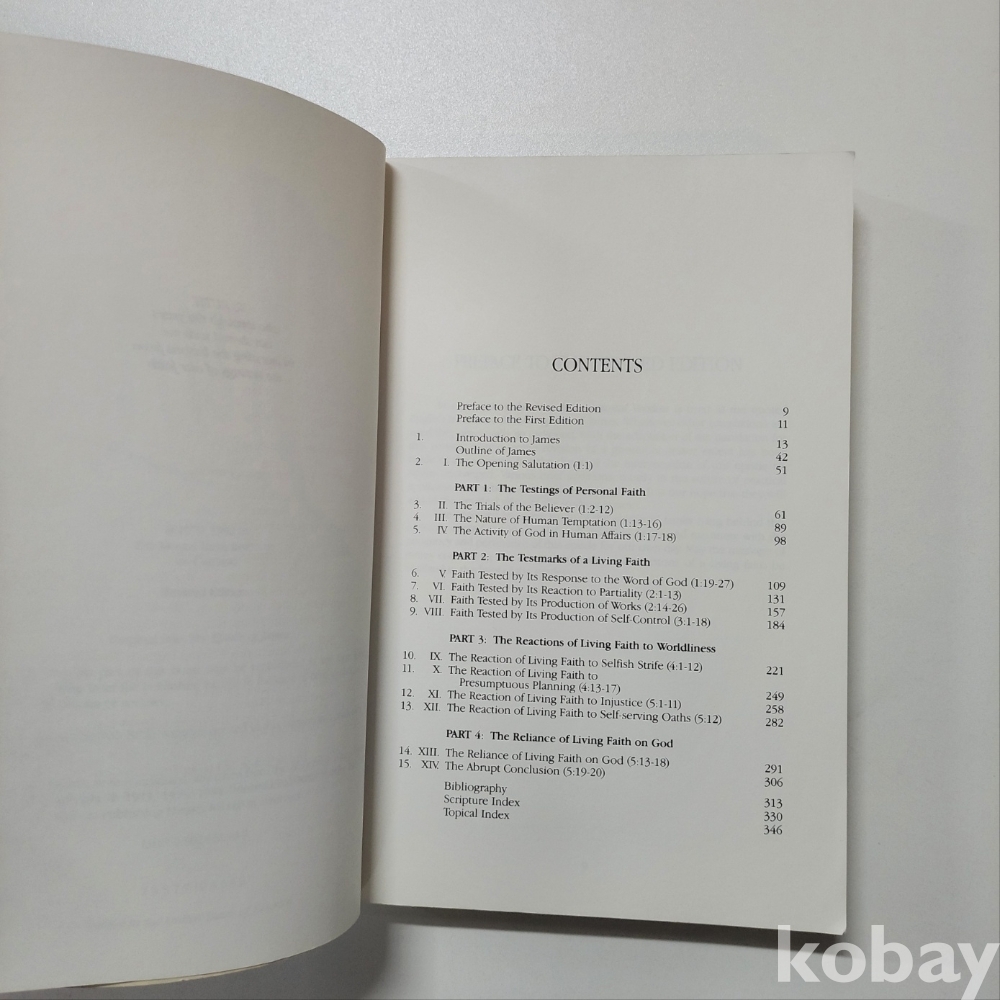 CONTENTS
Preface to the Revised Edition 9
Preface to the First Edition 11
1. Introduction to James 13
Outline of James 42
2. I. The Opening Salutation (1:1) 51
PART 1: The Testings of Personal Faith
3. II. The Trials of the Believer (1:2-12) 61
4. III. The Nature of Human Temptation (1:13-16) 89
5. IV. The Activity of God in Human Affairs (1:17-18) 98
PART 2: The Testmarks of a Living Faith
6. V. Faith Tested by Its Response to the Word of God (1:19-27) 109
7. VI. Faith Tested by Its Reaction to Partiality (2:1-13) 131
8. VII. Faith Tested by Its Production of Works (2:14-26) 157
9. VIII. Faith Tested by Its Production of Self-Control (3:1-18) 184
PART 3: The Reactions of Living Faith to Worldliness
10. IX. The Reaction of Living Faith to Selfish Strife (4:1-12) 221
11. X. The Reaction of Living Faith to
Presumptuous Planning (4:13-17) 249
12. XI. The Reaction of Living Faith to Injustice (5:1-11) 258
13. XII. The Reaction of Living Faith to Self-serving Oaths (5:12) 282
PART 4: The Reliance of Living Faith on God
14. XIII. The Reliance of Living Faith on God (5:13-18) 291
15. XIV. The Abrupt Conclusion (5:19-20) 306
Bibliography 313
Scripture Index 330
Topical Index 346
kobay